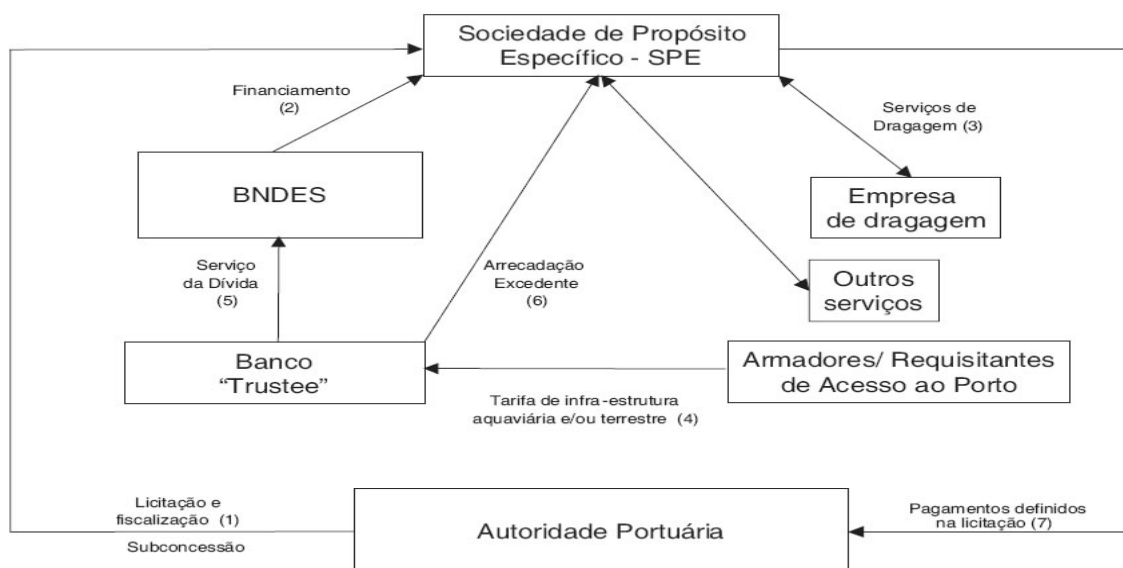 Sociedade de Propósito
Específico - SPE
Financiamento
(2)
Serviços de
Dragagem (3)
BNDES
Empresa
de dragagem
Serviço
da Dívida
(5)
Arrecadação
Excedente
(6)
Outros
serviços
Banco
“Trustee”
Armadores/ Requisitantes
de Acesso ao Porto
Tarifa de infra-estrutura
aquaviária e/ou terrestre (4)
Licitação e
fiscalização (1)
Subconcessão
Autoridade Portuária
Pagamentos definidos
na licitação (7)